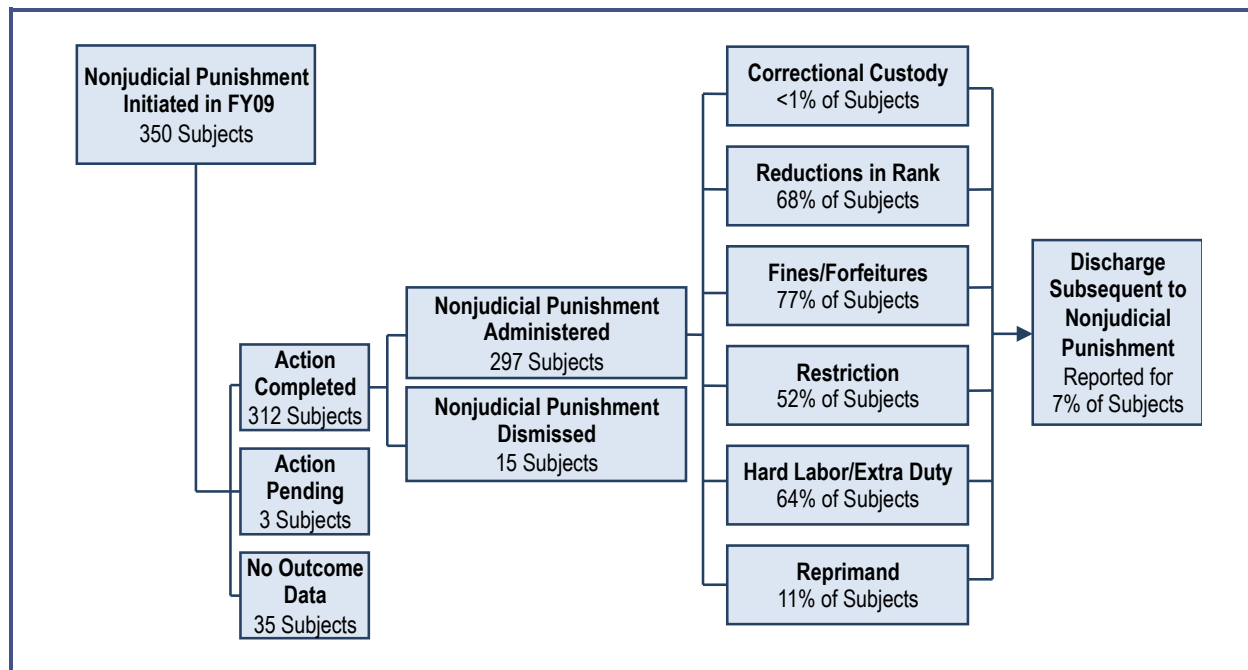 Nonjudicial Punishment
Initiated in FY09
350 Subjects
Action
Completed
312 Subjects
Action
Pending
3 Subjects
No Outcome
Data
35 Subjects
Nonjudicial Punishment
Administered
297 Subjects
Nonjudicial Punishment
Dismissed
15 Subjects
Correctional Custody
<1% of Subjects
Reductions in Rank
68% of Subjects
Fines/Forfeitures
77% of Subjects
Restriction
52% of Subjects
Hard Labor/Extra Duty
64% of Subjects
Reprimand
11% of Subjects
Discharge
Subsequent to
Nonjudicial
Punishment
Reported for
7% of Subjects